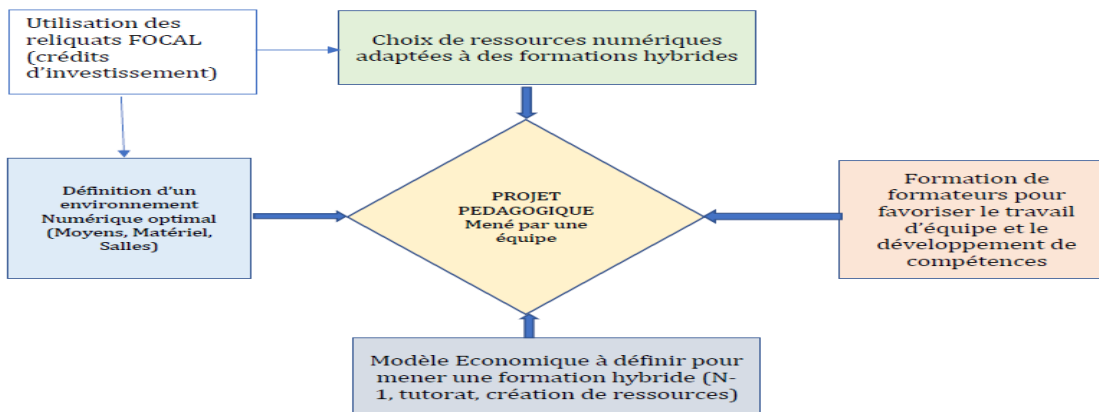 Utilisation des
reliquats FOCAL
(crédits
d'investissement)
Choix de ressources numériques
adaptées à des formations hybrides
Définition d'un
environnement
Numérique optimal
(Moyens, Matériel,
Salles)
PROJET
PEDAGOGIQUE
Mené par une
équipe
Formation de
formateurs pour
favoriser le travail
d'équipe et le
développement de
compétences
Modèle Economique à définir pour
mener une formation hybride (N-
1, tutorat, création de ressources)